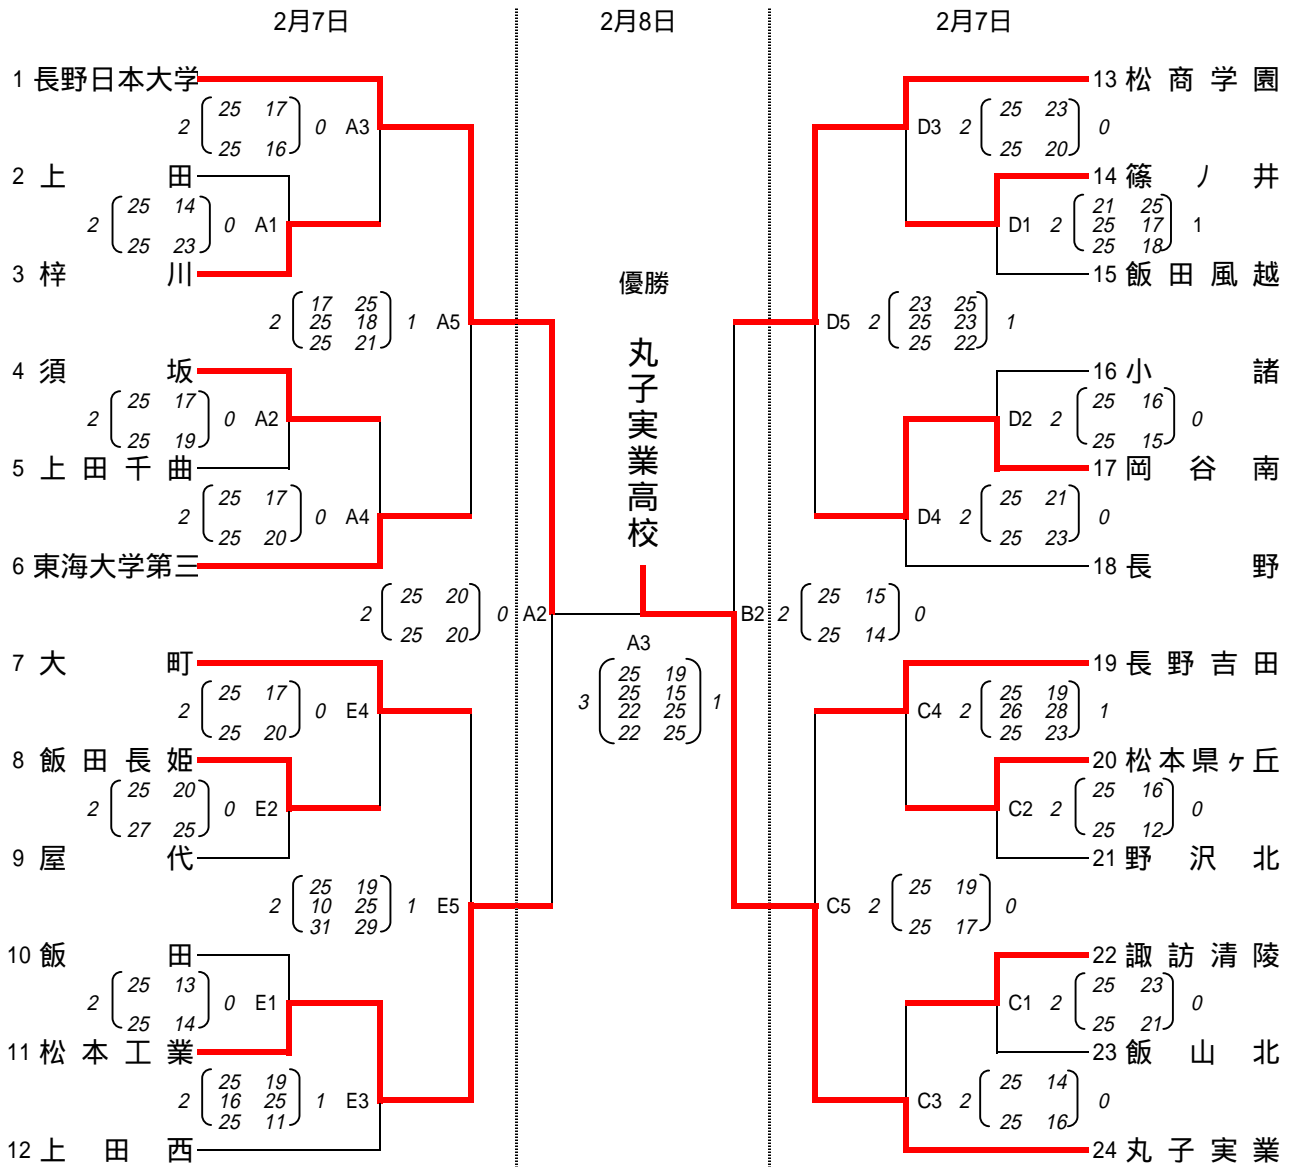 2月7日
2月8日
2月7日
1 長野日本大学
2 25 17 0 A3
25 16
2 上田
2 25 14 0 A1
25 23
3 梓川
2 17 25 1 A5
25 18
25 21
4 須坂
2 25 17 0 A2
25 19
5 上田千曲
2 25 17 0 A4
25 20
6 東海大学第三
2 25 20 0 A2
25 20
7 大町
2 25 17 0 E4
25 20
8 飯田長姫
2 25 20 0 E2
27 25
9 屋代
2 25 19 1 E5
10 25
31 29
10 飯田
2 25 13 0 E1
25 14
11 松本工業
2 25 19 1 E3
16 25
25 11
12 上田西
優勝
丸子実業高校
A3
3 25 19 1
25 15
22 25
22 25
13 松商学園
D3 2 25 23 0
25 20
14 篠ノ井
D1 2 21 25 1
25 17
25 18
15 飯田風越
D5 2 23 25 1
25 23
25 22
16 小諸
D2 2 25 16 0
25 15
17 岡谷南
D4 2 25 21 0
25 23
18 長野
B2 2 25 15 0
25 14
19 長野吉田
C4 2 25 19 1
26 28
25 23
20 松本県ヶ丘
C2 2 25 16 0
25 12
21 野沢北
C5 2 25 19 0
25 17
22 諏訪清陵
C1 2 25 23 0
25 21
23 飯山北
C3 2 25 14 0
25 16
24 丸子実業